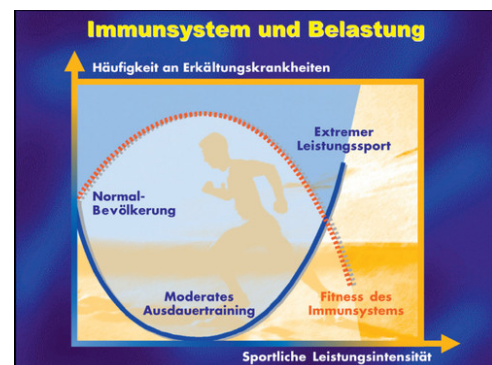 Immunsystem und Belastung
Häufigkeit an Erkältungskrankheiten
Extremer
Leistungssport
Normal-
Bevölkerung
Moderates
Ausdauertraining
Fitness des
Immunsystems
Sportliche Leistungsintensität